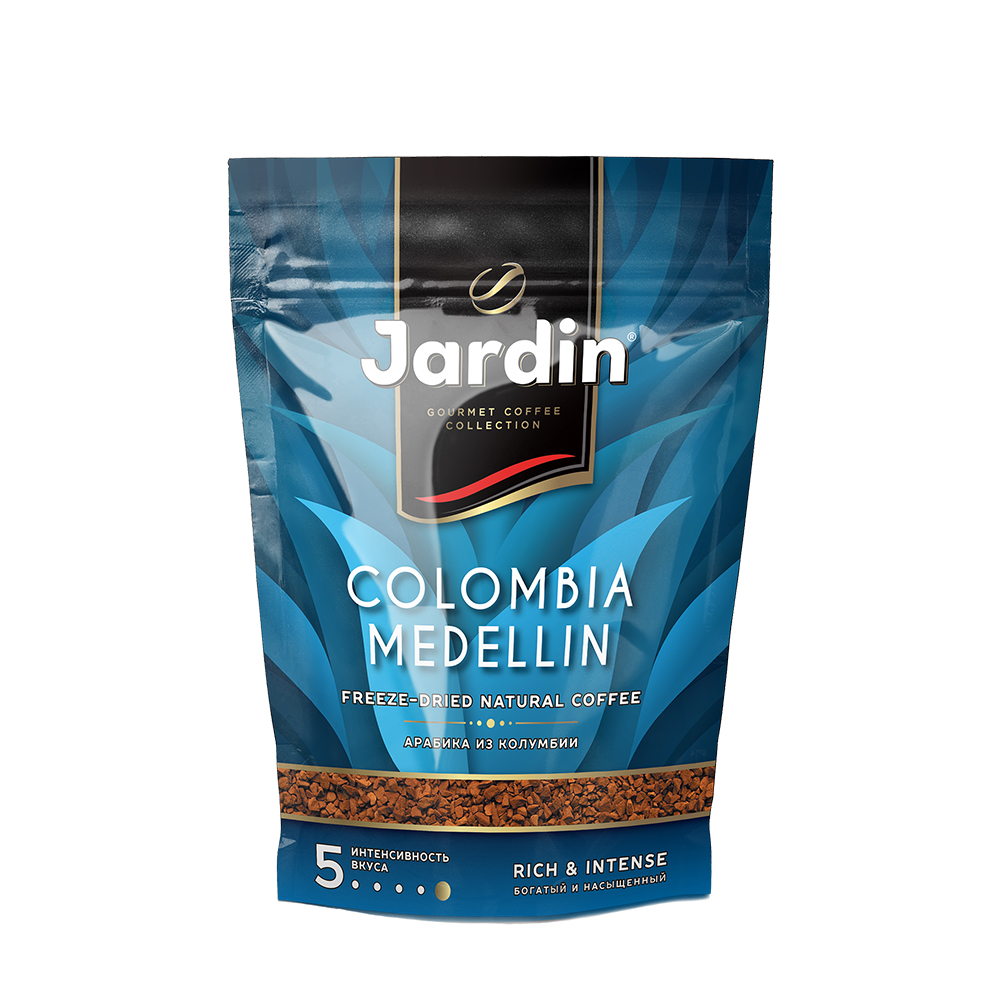 Jardin®
GOURMET COFFEE
COLLECTION
COLOMBIA
MEDELLIN
FREEZE-DRIED NATURAL COFFEE
АРАБИКА ИЗ КОЛУМБИИ
5 ИНТЕНСИВНОСТЬ
ВКУСА
RICH & INTENSE
БОГАТЫЙ И НАСЫЩЕННЫЙ